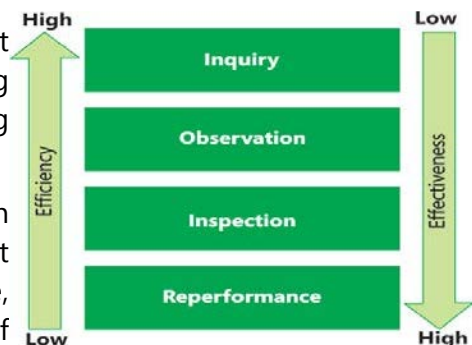 High
Low
t
Inquiry
g
g
Observation
Efficiency
Effectiveness
n
Inspection
t
e,
Reperformance
f
Low
High